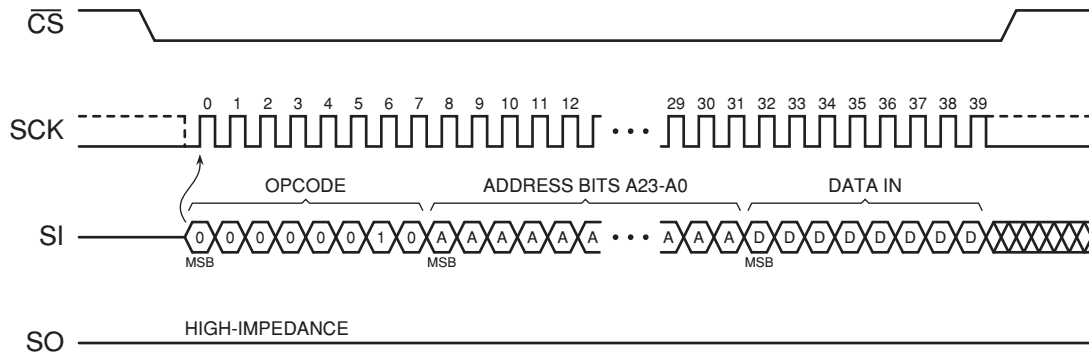 CS
0 1 2 3 4 5 6 7 8 9 10 11 12 29 30 31 32 33 34 35 36 37 38 39
SCK • • •
OPCODE ADDRESS BITS A23-A0 DATA IN
SI 0 0 0 0 0 0 1 0 A A A A A A • • • A A A D D D D D D D D
MSB MSB MSB
HIGH-IMPEDANCE
SO